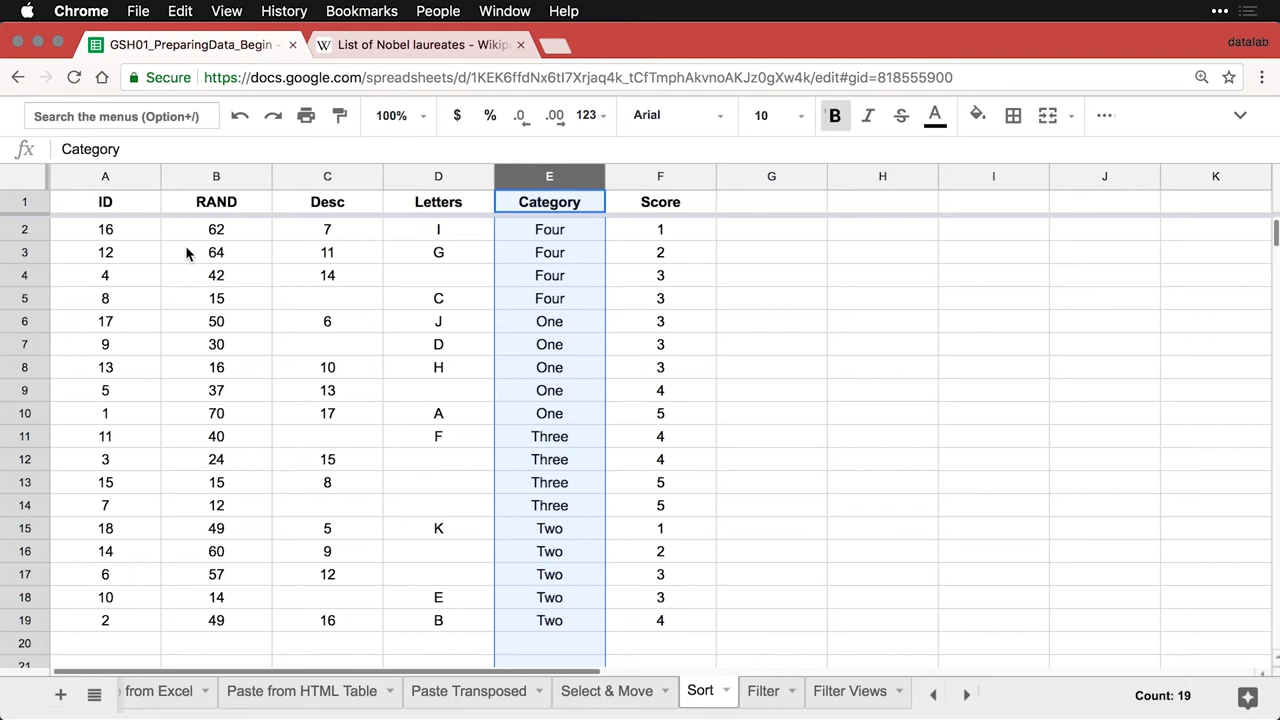 Chrome File Edit View History Bookmarks People Window Help
GSH01_PreparingData_Begin - List of Nobel laureates - Wikip datalab
Secure https://docs.google.com/spreadsheets/d/1KEK6ffdNx6tI7Xrjaq4k_tCfTmphAkvnoAKJz0gXw4k/edit#gid=818555900
Search the menus (Option+/) 100% $ % .0 .00 123 Arial 10 B I S A
fx Category
A B C D E F G H I J K
1 ID RAND Desc Letters Category Score
2 16 62 7 I Four 1
3 12 64 11 G Four 2
4 4 42 14 Four 3
5 8 15 C Four 3
6 17 50 6 J One 3
7 9 30 D One 3
8 13 16 10 H One 3
9 5 37 13 One 4
10 1 70 17 A One 5
11 11 40 F Three 4
12 3 24 15 Three 4
13 15 15 8 Three 5
14 7 12 Three 5
15 18 49 5 K Two 1
16 14 60 9 Two 2
17 6 57 12 Two 3
18 10 14 E Two 3
19 2 49 16 B Two 4
20
21
from Excel Paste from HTML Table Paste Transposed Select & Move Sort Filter Filter Views Count: 19